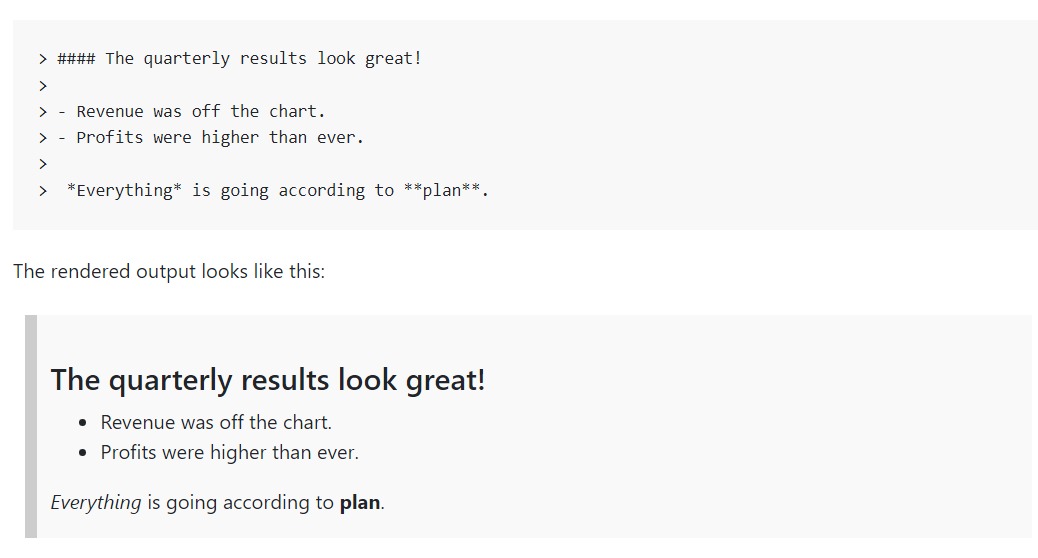 > #### The quarterly results look great!
>
> - Revenue was off the chart.
> - Profits were higher than ever.
>
>  *Everything* is going according to **plan**.
The rendered output looks like this:
The quarterly results look great!
• Revenue was off the chart.
• Profits were higher than ever.
Everything is going according to plan.